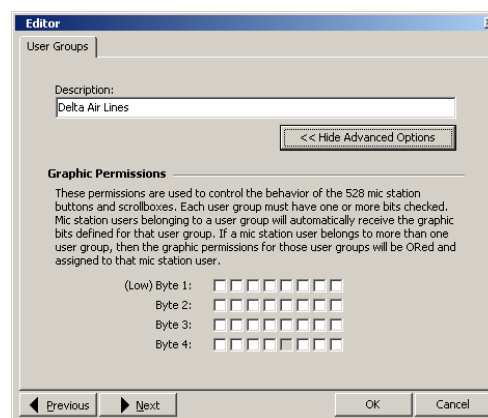 Editor
User Groups
Description:
Delta Air Lines
<< Hide Advanced Options
Graphic Permissions
These permissions are used to control the behavior of the 528 mic station
buttons and scrollboxes. Each user group must have one or more bits checked.
Mic station users belonging to a user group will automatically receive the graphic
bits defined for that user group. If a mic station user belongs to more than one
user group, then the graphic permissions for those user groups will be ORed and
assigned to that mic station user.
(Low) Byte 1:
Byte 2:
Byte 3:
Byte 4:
Previous Next OK Cancel